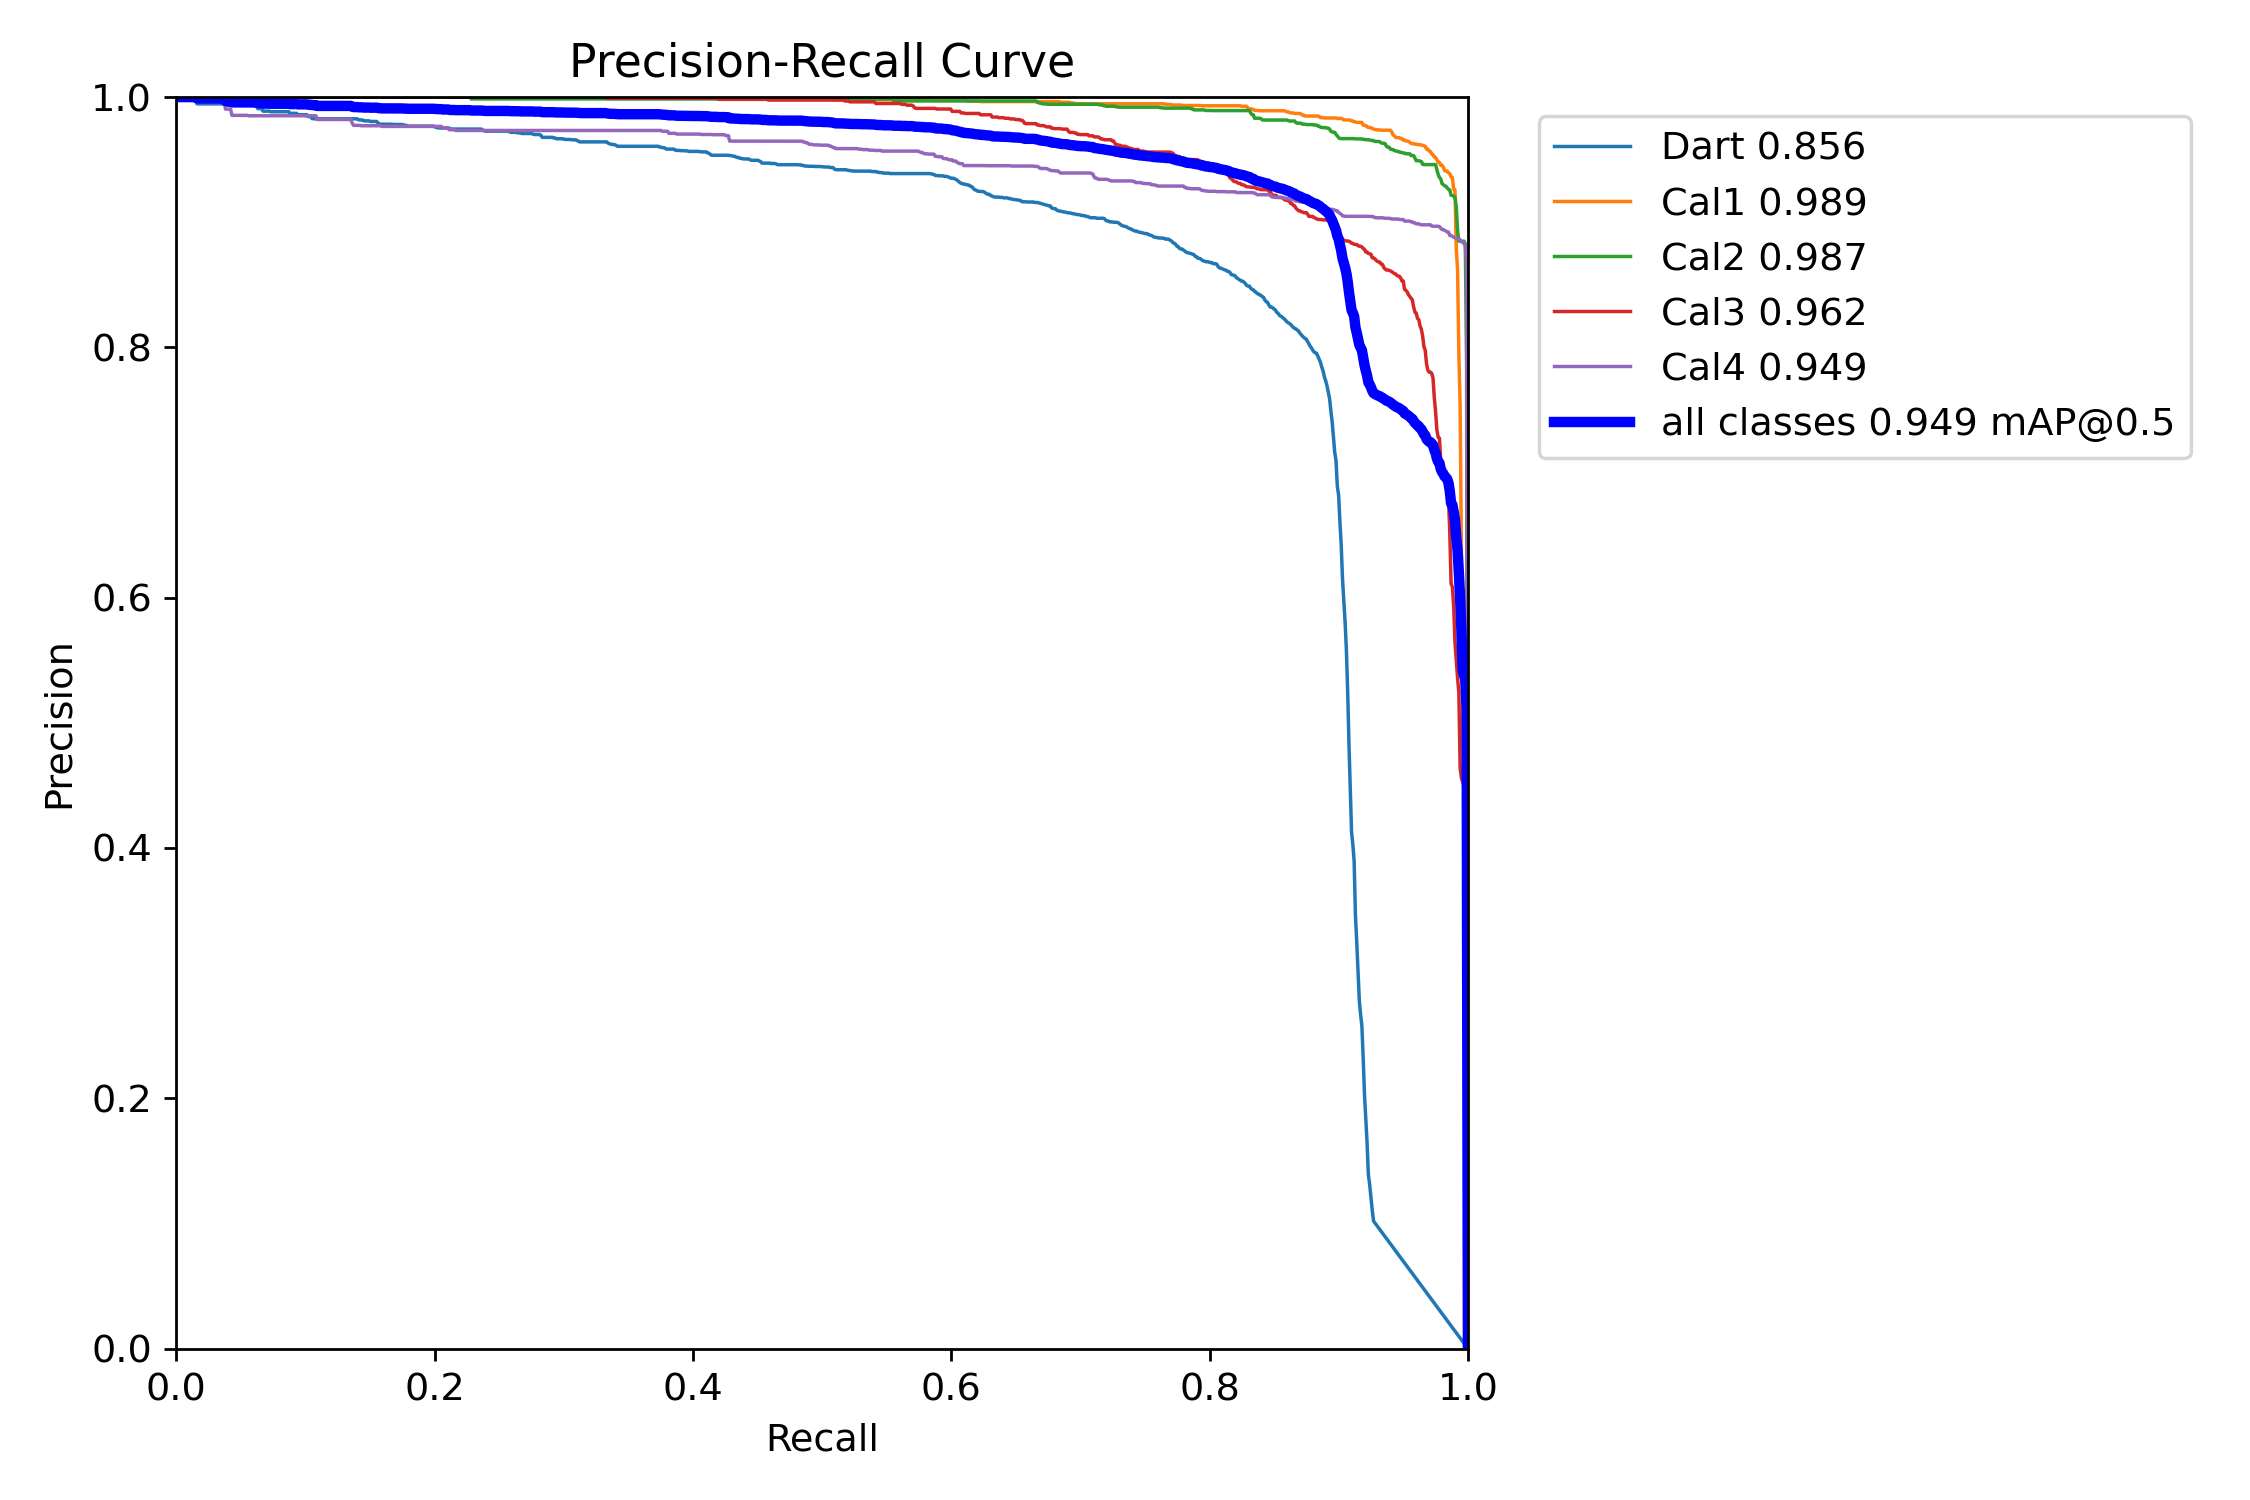 Precision-Recall Curve
1.0
0.8
0.6
0.4
0.2
0.0
Precision
0.0 0.2 0.4 0.6 0.8 1.0
Recall
Dart 0.856
Cal1 0.989
Cal2 0.987
Cal3 0.962
Cal4 0.949
all classes 0.949 mAP@0.5